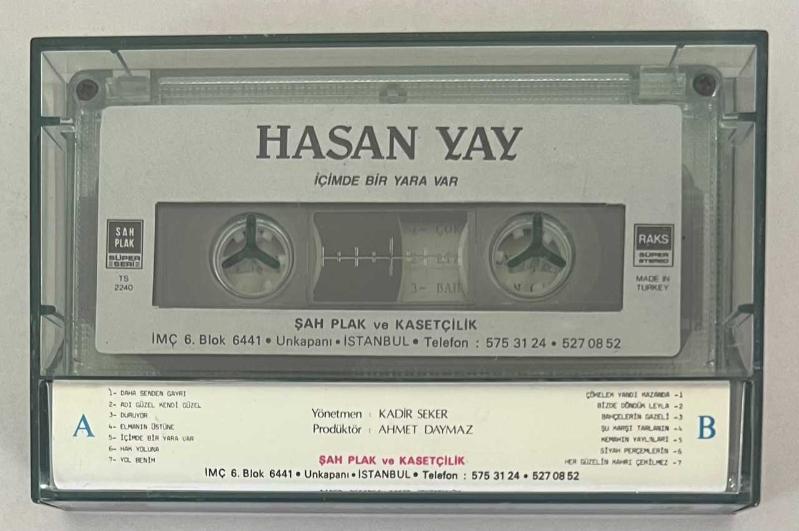 HASAN YAY
İÇİMDE BİR YARA VAR
ŞAH
PLAK
SÜPER
SERİ
TS
2240
RAKS
SÜPER
STEREO
MADE IN
TURKEY
3- BAH
ŞAH PLAK ve KASETÇİLİK
İMÇ 6. Blok 6441 • Unkapanı • İSTANBUL • Telefon : 575 31 24 • 527 08 52
A
1- DAHA SENDEN GAYRI
2- ADI GÜZEL KENDİ GÜZEL
3- DURUYOR
4- ELMANIN ÜSTÜNE
5- İÇİMDE BİR YARA VAR
6- HAK YOLUNA
7- YOL BENİM
Yönetmen : KADİR SEKER
Prodüktör : AHMET DAYMAZ
ŞAH PLAK ve KASETÇİLİK
İMÇ 6. Blok 6441 • Unkapanı • İSTANBUL • Telefon : 575 31 24 • 527 08 52
B
ÇÖKELEK YANDI KAZANDA -1
BİZDE DÖNDÜK LEYLA -2
BAHÇELERİN GAZELİ -3
ŞU KARŞI TARLANIN -4
KEMAHIN YAYLALARI -5
SİYAH PERÇEMLERİN -6
HER GÜZELİN KAHRI ÇEKİLMEZ -7